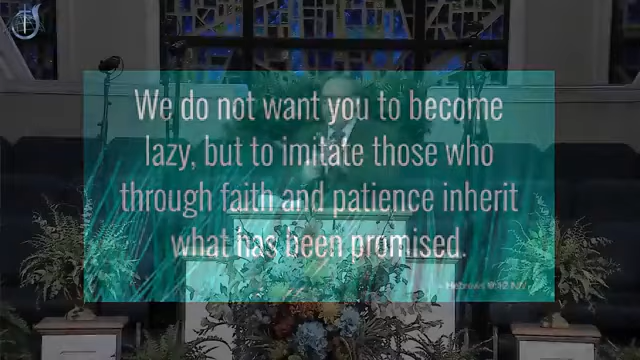 We do not want you to become
lazy, but to imitate those who
through faith and patience inherit
what has been promised.
Hebrews